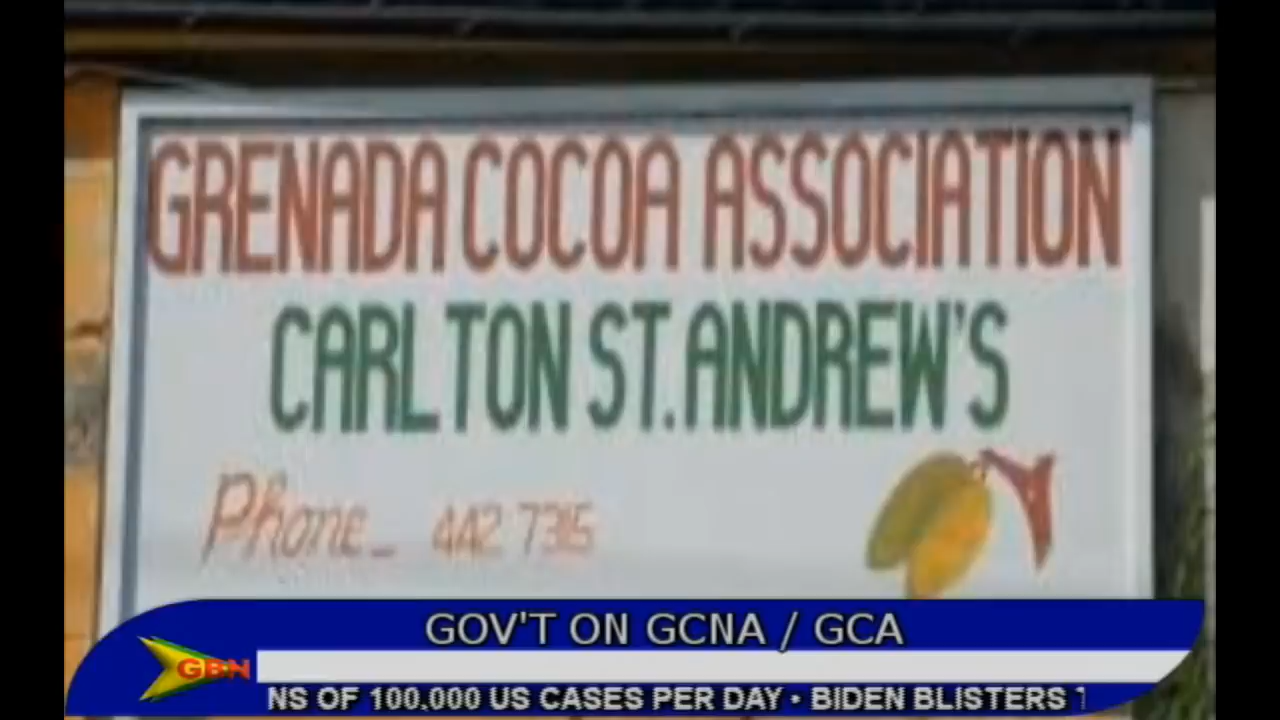 GRENADA COCOA ASSOCIATION
CARLTON ST. ANDREW'S
Phone_ 442 7315
GOV'T ON GCNA / GCA
GBN
NS OF 100,000 US CASES PER DAY • BIDEN BLISTERS